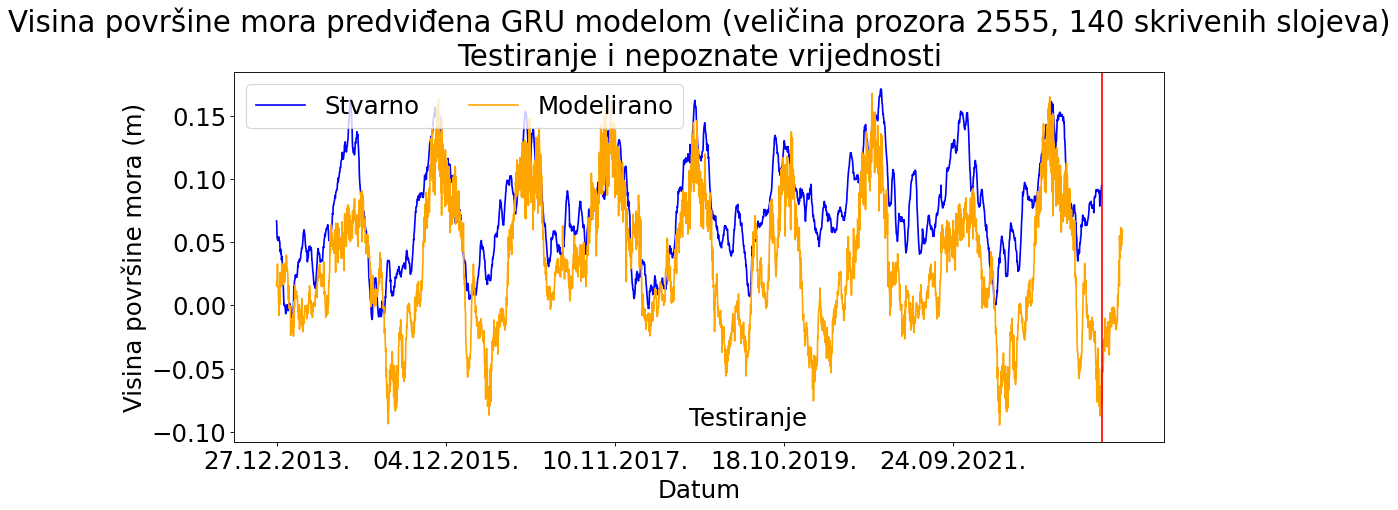 Visina površine mora predviđena GRU modelom (veličina prozora 2555, 140 skrivenih slojeva)
Testiranje i nepoznate vrijednosti
Stvarno
Modelirano
Visina površine mora (m)
0.15
0.10
0.05
0.00
−0.05
−0.10
Testiranje
27.12.2013.
04.12.2015.
10.11.2017.
18.10.2019.
24.09.2021.
Datum